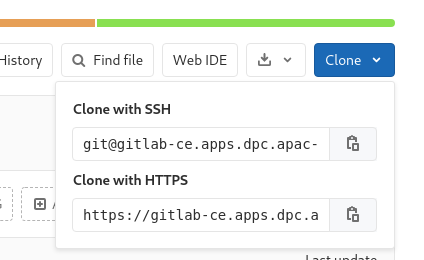 History
Find file
Web IDE
Clone
Clone with SSH
git@gitlab-ce.apps.dpc.apac-
Clone with HTTPS
https://gitlab-ce.apps.dpc.a
Last update